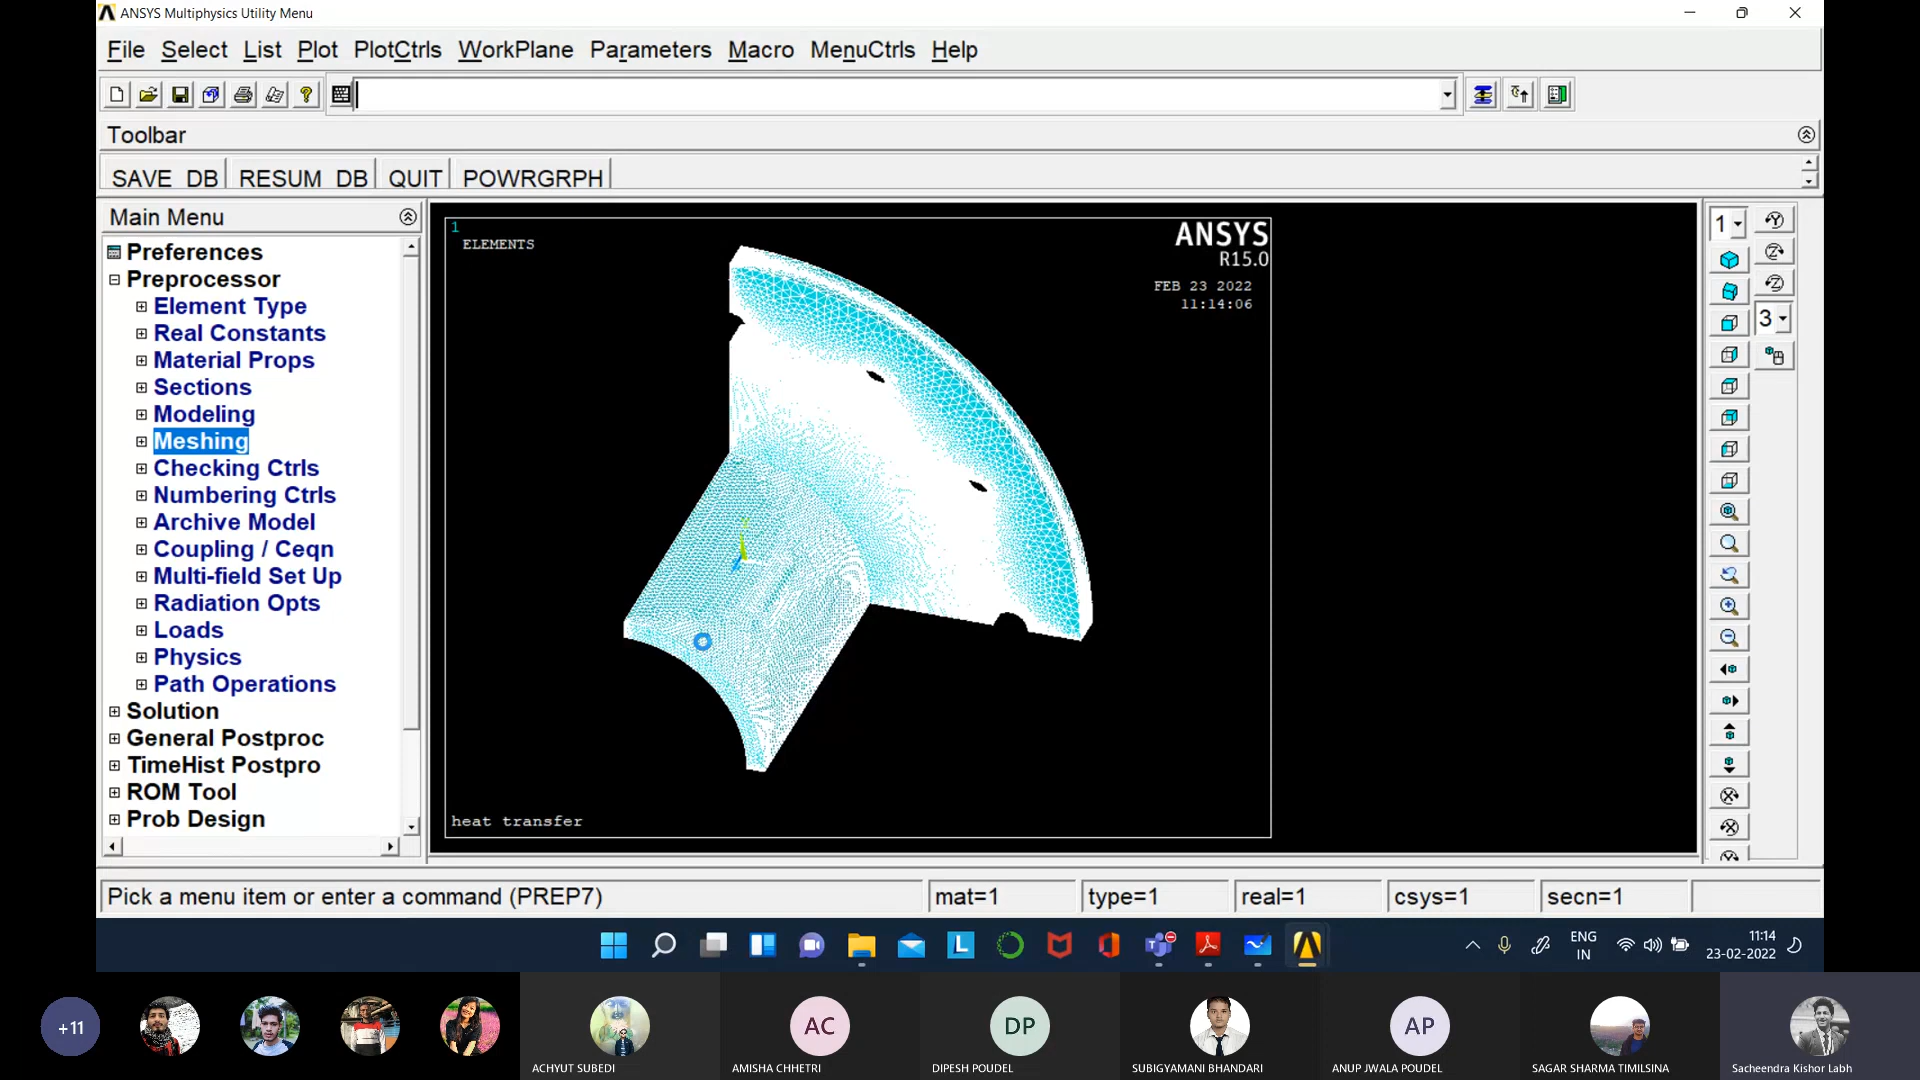 ANSYS Multiphysics Utility Menu
File Select List Plot PlotCtrls WorkPlane Parameters Macro MenuCtrls Help
Toolbar
SAVE_DB RESUM_DB QUIT POWRGRPH
Main Menu
Preferences
Preprocessor
Element Type
Real Constants
Material Props
Sections
Modeling
Meshing
Checking Ctrls
Numbering Ctrls
Archive Model
Coupling / Ceqn
Multi-field Set Up
Radiation Opts
Loads
Physics
Path Operations
Solution
General Postproc
TimeHist Postpro
ROM Tool
Prob Design
1
ELEMENTS
ANSYS
R15.0
FEB 23 2022
11:14:06
Y
heat transfer
1
3
Pick a menu item or enter a command (PREP7) mat=1 type=1 real=1 csys=1 secn=1
ENG
IN
11:14
23-02-2022
+11
AC
DP
AP
ACHYUT SUBEDI
AMISHA CHHETRI
DIPESH POUDEL
SUBIGYAMANI BHANDARI
ANUP JWALA POUDEL
SAGAR SHARMA TIMILSINA
Sacheendra Kishor Labh